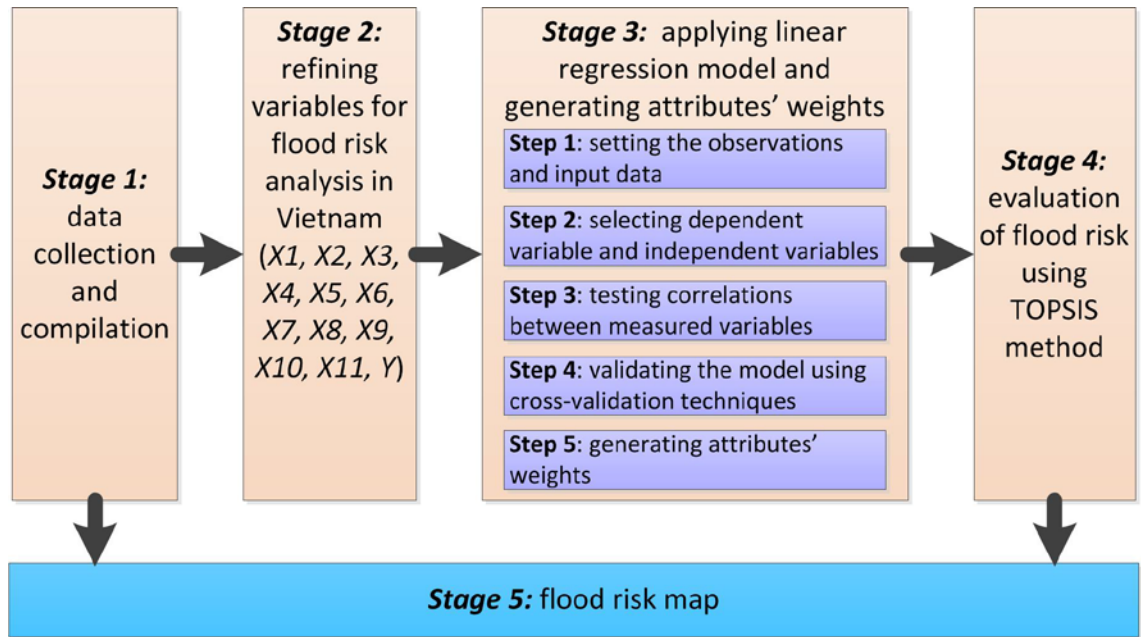 Stage 1:
data
collection
and
compilation
Stage 2:
refining
variables for
flood risk
analysis in
Vietnam
(X1, X2, X3,
X4, X5, X6,
X7, X8, X9,
X10, X11, Y)
Stage 3: applying linear
regression model and
generating attributes' weights
Step 1: setting the observations
and input data
Step 2: selecting dependent
variable and independent variables
Step 3: testing correlations
between measured variables
Step 4: validating the model using
cross-validation techniques
Step 5: generating attributes'
weights
Stage 4:
evaluation
of flood risk
using
TOPSIS
method
Stage 5: flood risk map